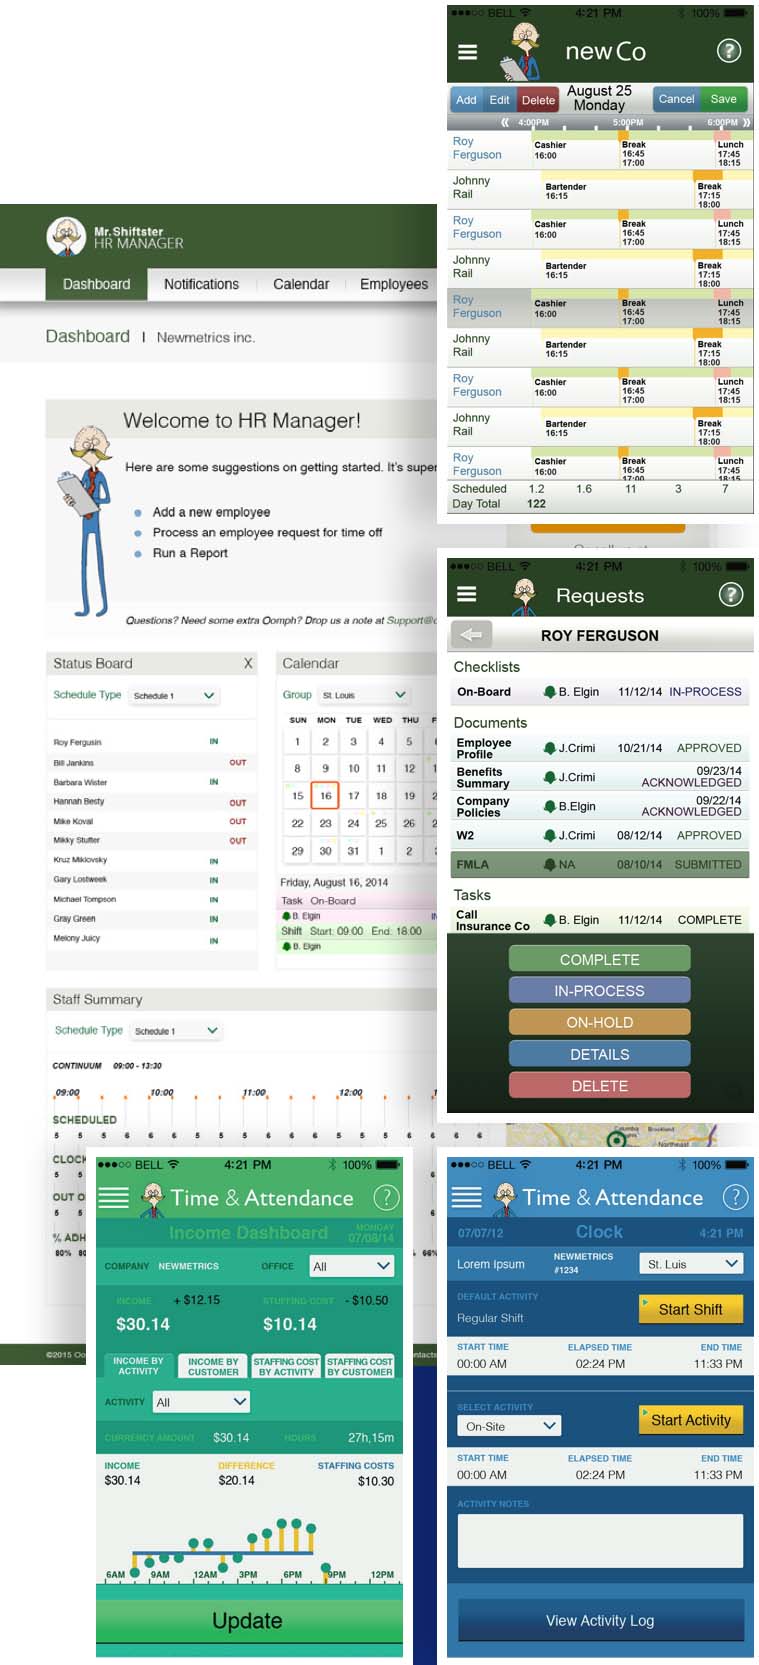 Mr. Shiftster
HR MANAGER
Dashboard
Notifications
Calendar
Employees
Dashboard I Newmetrics inc.
Welcome to HR Manager!
Here are some suggestions on getting started. It's super
Add a new employee
Process an employee request for time off
Run a Report
Questions? Need some extra Oomph? Drop us a note at Support@
Status Board X
Schedule Type Schedule 1
Roy Fergusin IN
Bill Jankins OUT
Barbara Wister IN
Hannah Besty OUT
Mike Koval OUT
Mikky Stutter OUT
Kruz Miklovsky IN
Gary Lostweek IN
Michael Tompson IN
Gray Green IN
Melony Juicy IN
Calendar
Group St. Louis
SUN MON TUE WED THU F
1 2 3 4 5
8 9 10 11 12
15 16 17 18 19
22 23 24 25 26
29 30 31 1 2
Friday, August 16, 2014
Task On-Board
B. Elgin
Shift Start: 09:00 End: 18:00
B. Elgin
Staff Summary
Schedule Type Schedule 1
CONTINUUM 09:00 - 13:30
09:00 10:00 11:00 12:00
SCHEDULED
5 5 6 5 6 5 6 5 6 5 6 5 6 5 6 6
CLOCK
5 5
OUT O
5 5
% ADH
80% 80 66%
©2015 Oo
ntacts
BELL 4:21 PM 100%
newCo ?
Add Edit Delete
August 25
Monday
Cancel Save
4:00PM 5:00PM 6:00PM
Roy Ferguson Cashier 16:00 Break 16:45 17:00 Lunch 17:45 18:15
Johnny Rail Bartender 16:15 Break 17:15 18:00
Roy Ferguson Cashier 16:00 Break 16:45 17:00 Lunch 17:45 18:15
Johnny Rail Bartender 16:15 Break 17:15 18:00
Roy Ferguson Cashier 16:00 Break 16:45 17:00 Lunch 17:45 18:15
Johnny Rail Bartender 16:15 Break 17:15 18:00
Roy Ferguson Cashier 16:00 Break 16:45 17:00 Lunch 17:45 18:15
Johnny Rail Bartender 16:15 Break 17:15 18:00
Roy Ferguson Cashier 16:00 Break 16:45 17:00 Lunch 17:45 18:15
Scheduled 1.2 1.6 11 3 7
Day Total 122
BELL 4:21 PM 100%
Requests ?
ROY FERGUSON
Checklists
On-Board B. Elgin 11/12/14 IN-PROCESS
Documents
Employee Profile J.Crimi 10/21/14 APPROVED
Benefits Summary J.Crimi 09/23/14 ACKNOWLEDGED
Company Policies B.Elgin 09/22/14 ACKNOWLEDGED
W2 J.Crimi 08/12/14 APPROVED
FMLA NA 08/10/14 SUBMITTED
Tasks
Call Insurance Co B. Elgin 11/12/14 COMPLETE
COMPLETE
IN-PROCESS
ON-HOLD
DETAILS
DELETE
Columbia
Brookland
Northeast
BELL 4:21 PM 100%
Time & Attendance ?
Income Dashboard
MONDAY
07/08/14
COMPANY NEWMETRICS OFFICE All
INCOME + $12.15 STUFFING COST - $10.50
$30.14 $10.14
INCOME BY ACTIVITY
INCOME BY CUSTOMER
STAFFING COST BY ACTIVITY
STAFFING COST BY CUSTOMER
ACTIVITY All
CURRENCY AMOUNT $30.14 HOURS 27h,15m
INCOME DIFFERENCE STAFFING COSTS
$30.14 $20.14 $10.30
6AM 9AM 12AM 3PM 6PM 9PM 12PM
Update
BELL 4:21 PM 100%
Time & Attendance ?
07/07/12 Clock 4:21 PM
Lorem Ipsum NEWMETRICS #1234 St. Luis
DEFAULT ACTIVITY
Regular Shift
Start Shift
START TIME ELAPSED TIME END TIME
00:00 AM 02:24 PM 11:33 PM
SELECT ACTIVITY
On-Site
Start Activity
START TIME ELAPSED TIME END TIME
00:00 AM 02:24 PM 11:33 PM
ACTIVITY NOTES
View Activity Log